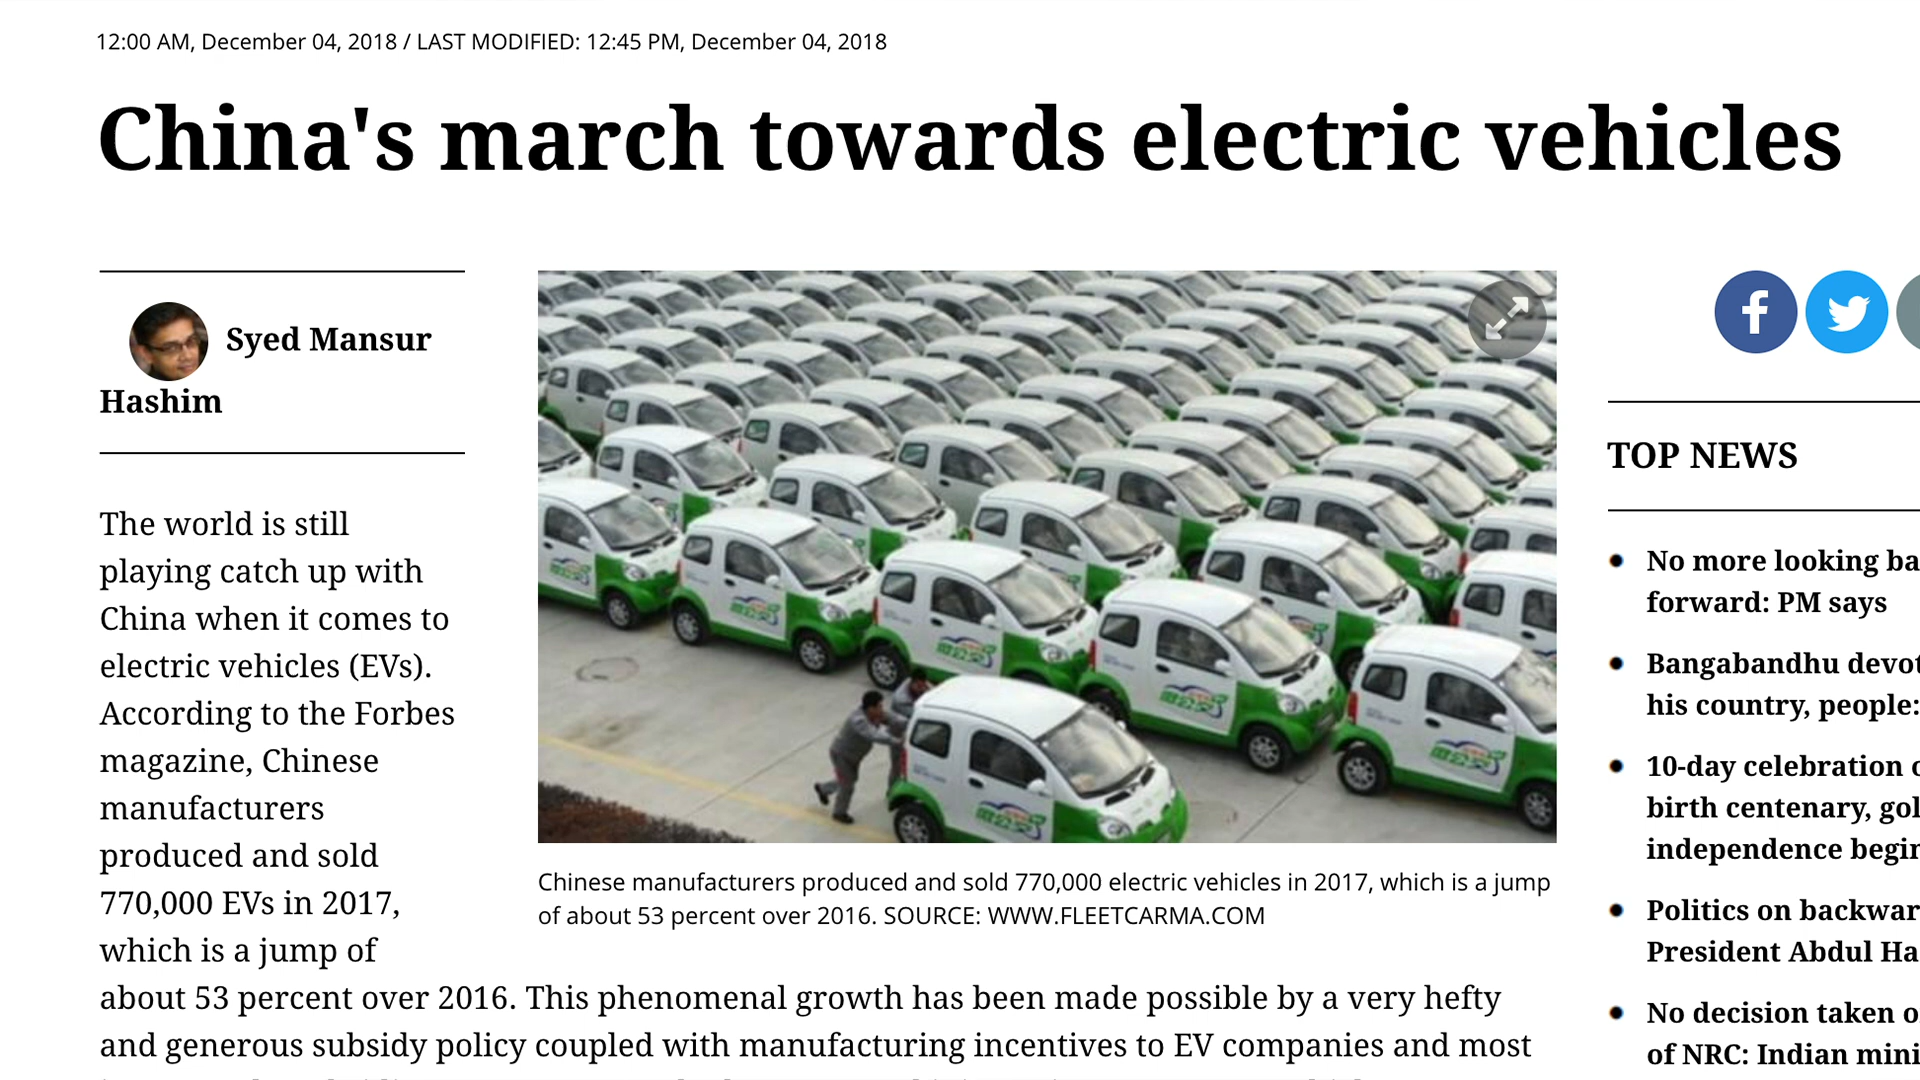 12:00 AM, December 04, 2018 / LAST MODIFIED: 12:45 PM, December 04, 2018
China's march towards electric vehicles
Syed Mansur
Hashim
The world is still
playing catch up with
China when it comes to
electric vehicles (EVs).
According to the Forbes
magazine, Chinese
manufacturers
produced and sold
770,000 EVs in 2017,
which is a jump of
about 53 percent over 2016. This phenomenal growth has been made possible by a very hefty
and generous subsidy policy coupled with manufacturing incentives to EV companies and most
微公交
Chinese manufacturers produced and sold 770,000 electric vehicles in 2017, which is a jump
of about 53 percent over 2016. SOURCE: WWW.FLEETCARMA.COM
TOP NEWS
No more looking ba
forward: PM says
Bangabandhu devot
his country, people:
10-day celebration o
birth centenary, gol
independence begin
Politics on backwar
President Abdul Ha
No decision taken o
of NRC: Indian mini